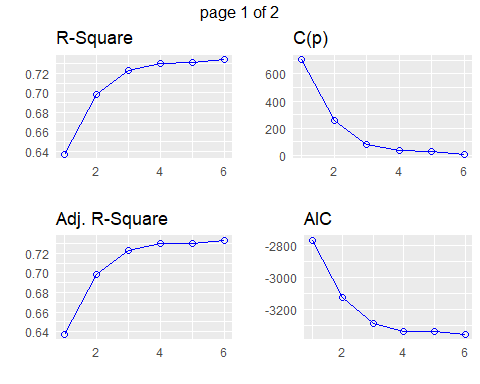 page 1 of 2
R-Square
0.72
0.70
0.68
0.66
0.64
2 4 6
C(p)
600
400
200
0
2 4 6
Adj. R-Square
0.72
0.70
0.68
0.66
0.64
2 4 6
AIC
-2800
-3000
-3200
2 4 6